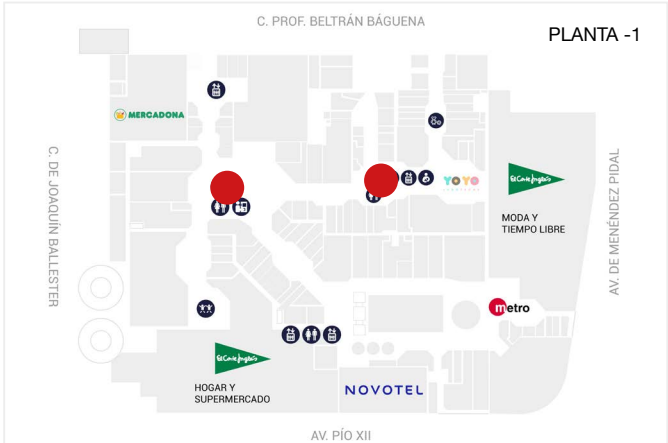 C. PROF. BELTRÁN BÁGUENA
PLANTA -1
MERCADONA
C. DE JOAQUÍN BALLESTER
YOYO
El Corte Inglés
MODA Y
TIEMPO LIBRE
AV. DE MENÉNDEZ PIDAL
metro
El Corte Inglés
HOGAR Y
SUPERMERCADO
NOVOTEL
AV. PÍO XII